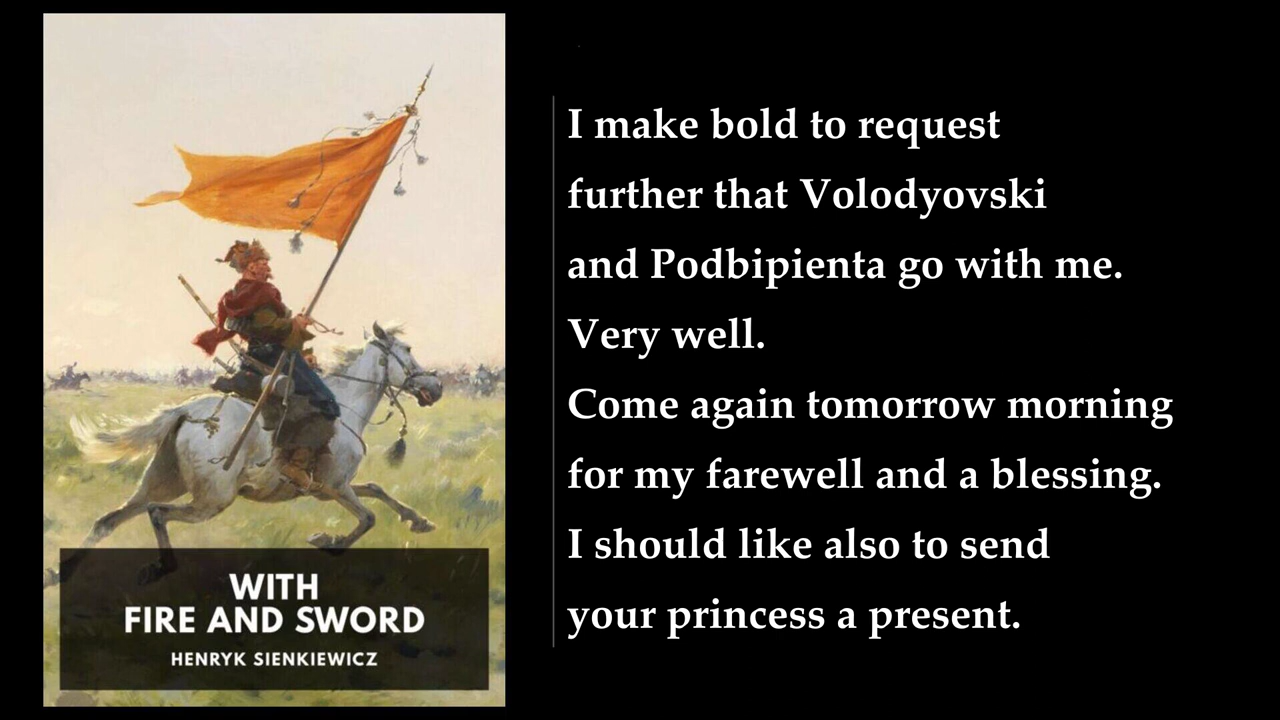 WITH
FIRE AND SWORD
HENRYK SIENKIEWICZ
I make bold to request
further that Volodyovski
and Podbipienta go with me.
Very well.
Come again tomorrow morning
for my farewell and a blessing.
I should like also to send
your princess a present.